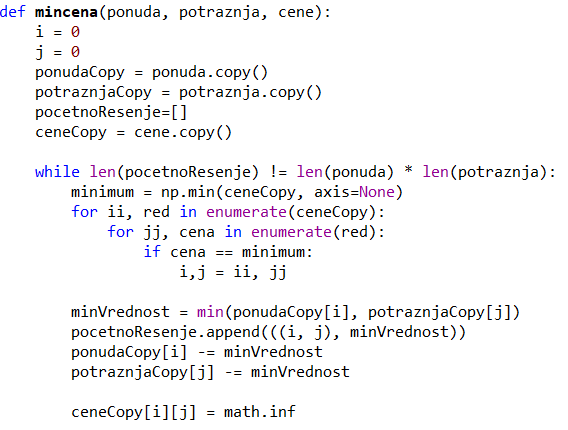 def mincena(ponuda, potraznja, cene):
    i = 0
    j = 0
    ponudaCopy = ponuda.copy()
    potraznjaCopy = potraznja.copy()
    pocetnoResenje=[]
    ceneCopy = cene.copy()

    while len(pocetnoResenje) != len(ponuda) * len(potraznja):
        minimum = np.min(ceneCopy, axis=None)
        for ii, red in enumerate(ceneCopy):
            for jj, cena in enumerate(red):
                if cena == minimum:
                    i,j = ii, jj

        minVrednost = min(ponudaCopy[i], potraznjaCopy[j])
        pocetnoResenje.append(((i, j), minVrednost))
        ponudaCopy[i] -= minVrednost
        potraznjaCopy[j] -= minVrednost

        ceneCopy[i][j] = math.inf